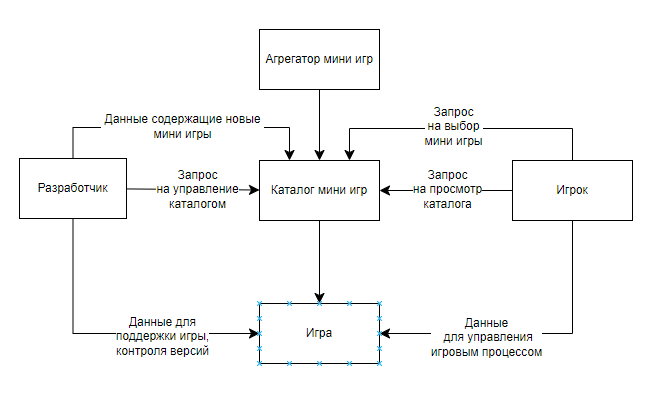 Агрегатор мини игр
Данные содержащие новые
мини игры
Запрос
на выбор
мини игры
Разработчик
Запрос
на управление
каталогом
Каталог мини игр
Запрос
на просмотр
каталога
Игрок
Данные для
поддержки игры,
контроля версий
Игра
Данные
для управления
игровым процессом